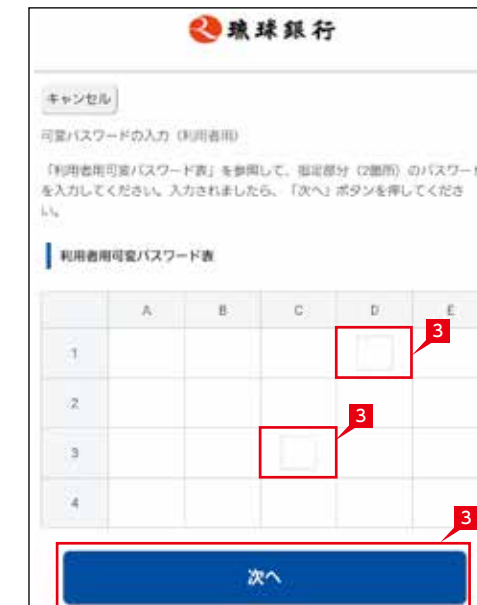 琉球銀行
キャンセル
可変パスワードの入力（利用者用）
「利用者用可変パスワード表」を参照して、指定部分（2箇所）のパスワード
を入力してください。入力されましたら、「次へ」ボタンを押してくださ
い。
利用者用可変パスワード表
A B C D E
3
1
2
3
3
4
3
次へ